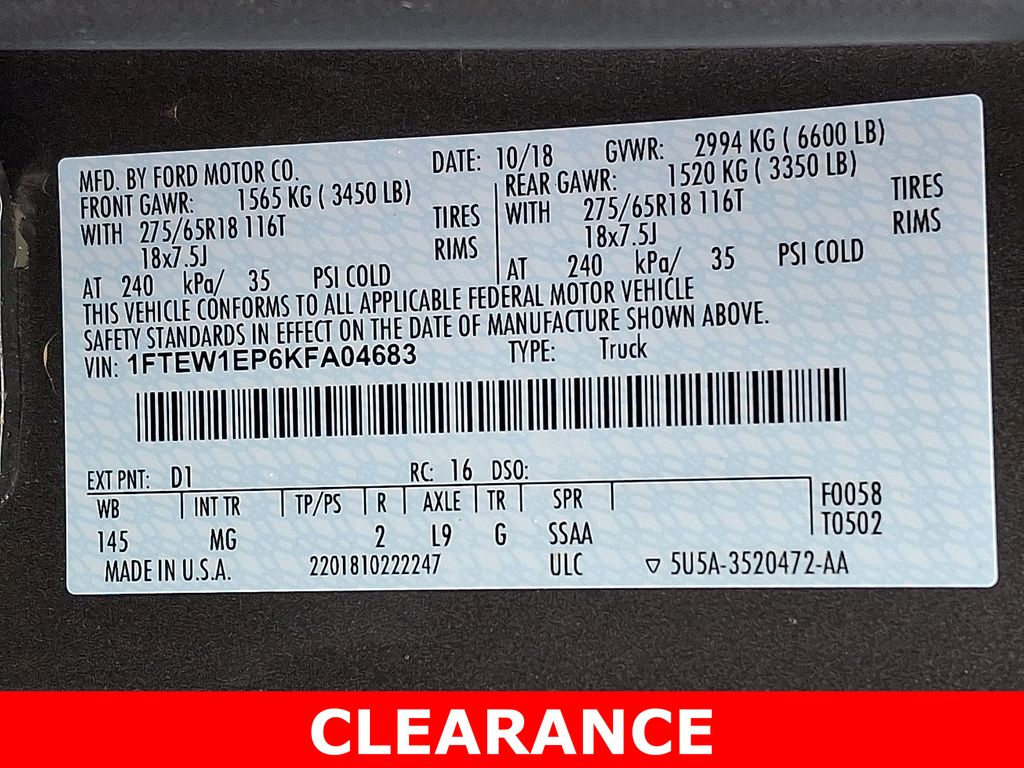 MFD. BY FORD MOTOR CO. DATE: 10/18 GVWR: 2994 KG ( 6600 LB)
FRONT GAWR: 1565 KG ( 3450 LB) REAR GAWR: 1520 KG ( 3350 LB)
WITH 275/65R18 116T TIRES WITH 275/65R18 116T TIRES
18x7.5J RIMS 18x7.5J RIMS
AT 240 kPa/ 35 PSI COLD AT 240 kPa/ 35 PSI COLD
THIS VEHICLE CONFORMS TO ALL APPLICABLE FEDERAL MOTOR VEHICLE
SAFETY STANDARDS IN EFFECT ON THE DATE OF MANUFACTURE SHOWN ABOVE.
VIN: 1FTEW1EP6KFA04683 TYPE: Truck
EXT PNT: D1 RC: 16 DSO:
WB INT TR TP/PS R AXLE TR SPR F0058
145 MG 2 L9 G SSAA T0502
MADE IN U.S.A. 2201810222247 ULC ▽ 5U5A-3520472-AA
CLEARANCE